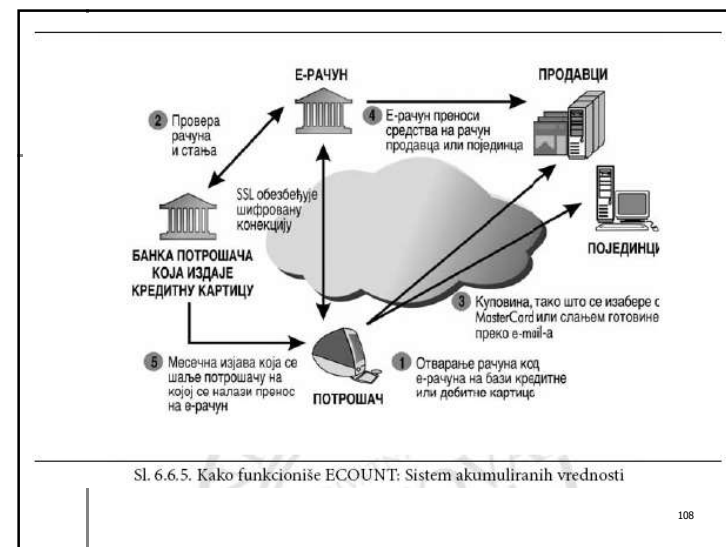 Е-РАЧУН
ПРОДАВЦИ
2 Провера
рачуна
и стања
4 Е-рачун преноси
средства на рачун
продавца или појединца
SSL обезбеђује
шифровану
конекцију
БАНКА ПОТРОШАЧА
КОЈА ИЗДАЈЕ
КРЕДИТНУ КАРТИЦУ
ПОЈЕДИНЦИ
3 Куповина, тако што се изабере
MasterCard или слањем готовине
преко e-mail-a
5 Месечна изјава која се
шаље потрошачу на
којој се налази пренос
на е-рачун
ПОТРОШАЧ
1 Отварање рачуна код
е-рачуна на бази кредитне
или дебитне картице
Sl. 6.6.5. Kako funkcioniše ECOUNT: Sistem akumuliranih vrednosti
108